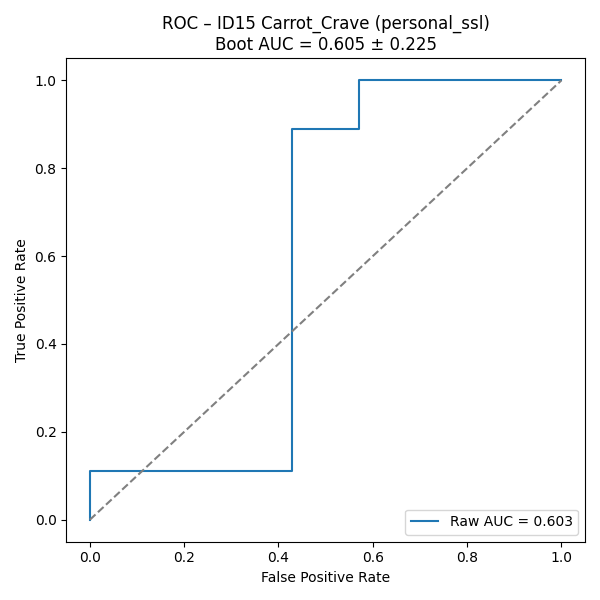 ROC – ID15 Carrot_Crave (personal_ssl)
Boot AUC = 0.605 ± 0.225
1.0
0.8
0.6
0.4
0.2
0.0
True Positive Rate
Raw AUC = 0.603
0.0 0.2 0.4 0.6 0.8 1.0
False Positive Rate